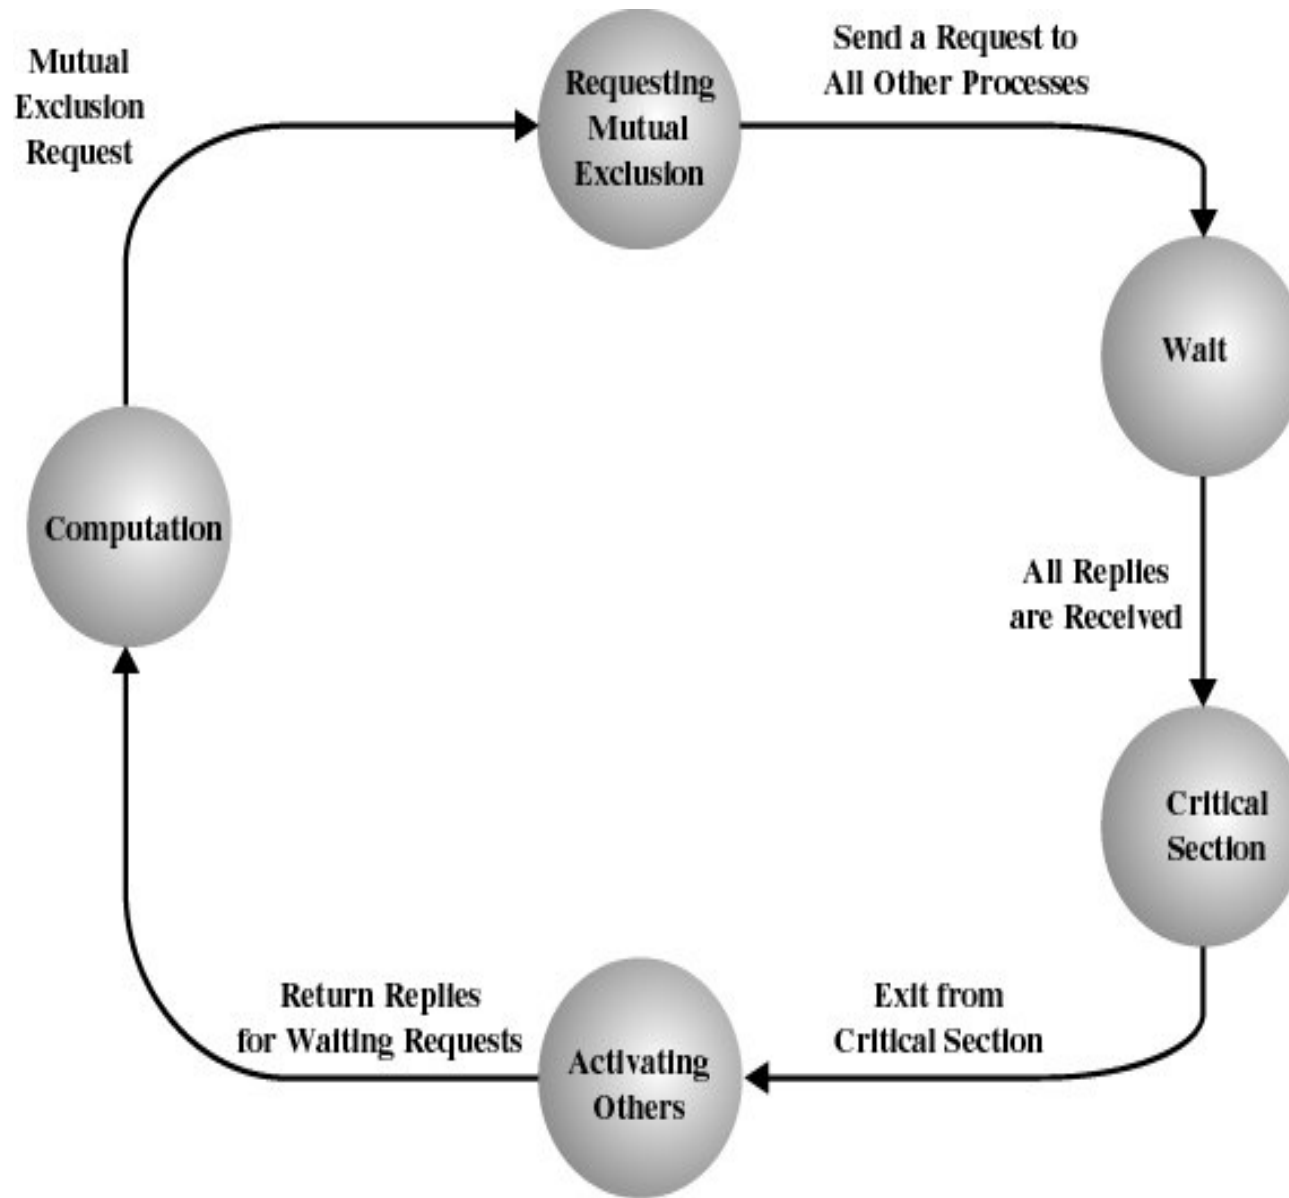 Mutual
Exclusion
Request
Requesting
Mutual
Exclusion
Send a Request to
All Other Processes
Wait
All Replies
are Received
Critical
Section
Exit from
Critical Section
Activating
Others
Return Replies
for Waiting Requests
Computation